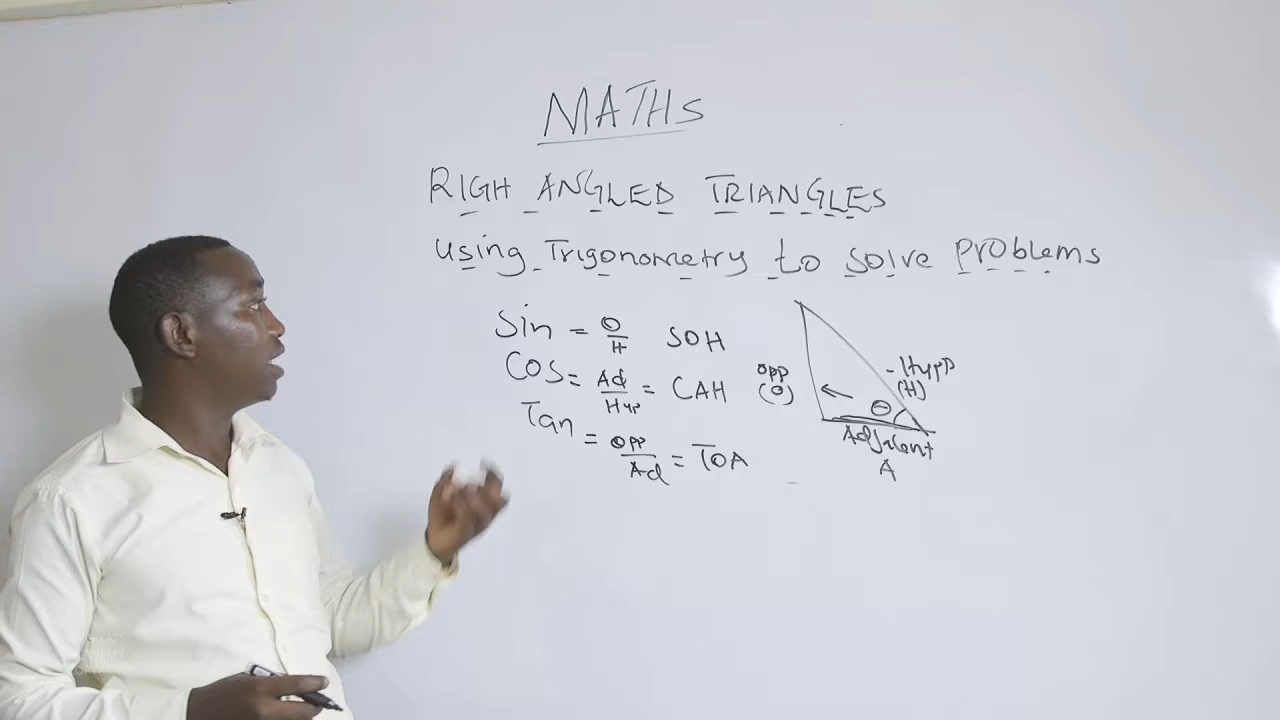 MATHS
RIGH ANGLED TRIANGLES
Using Trigonometry to solve Problems
Sin = O/H SOH
Cos = Ad/Hyp = CAH
Tan = opp/Ad = TOA
opp
(O)
- Hypp
(H)
θ
Adjacent
A